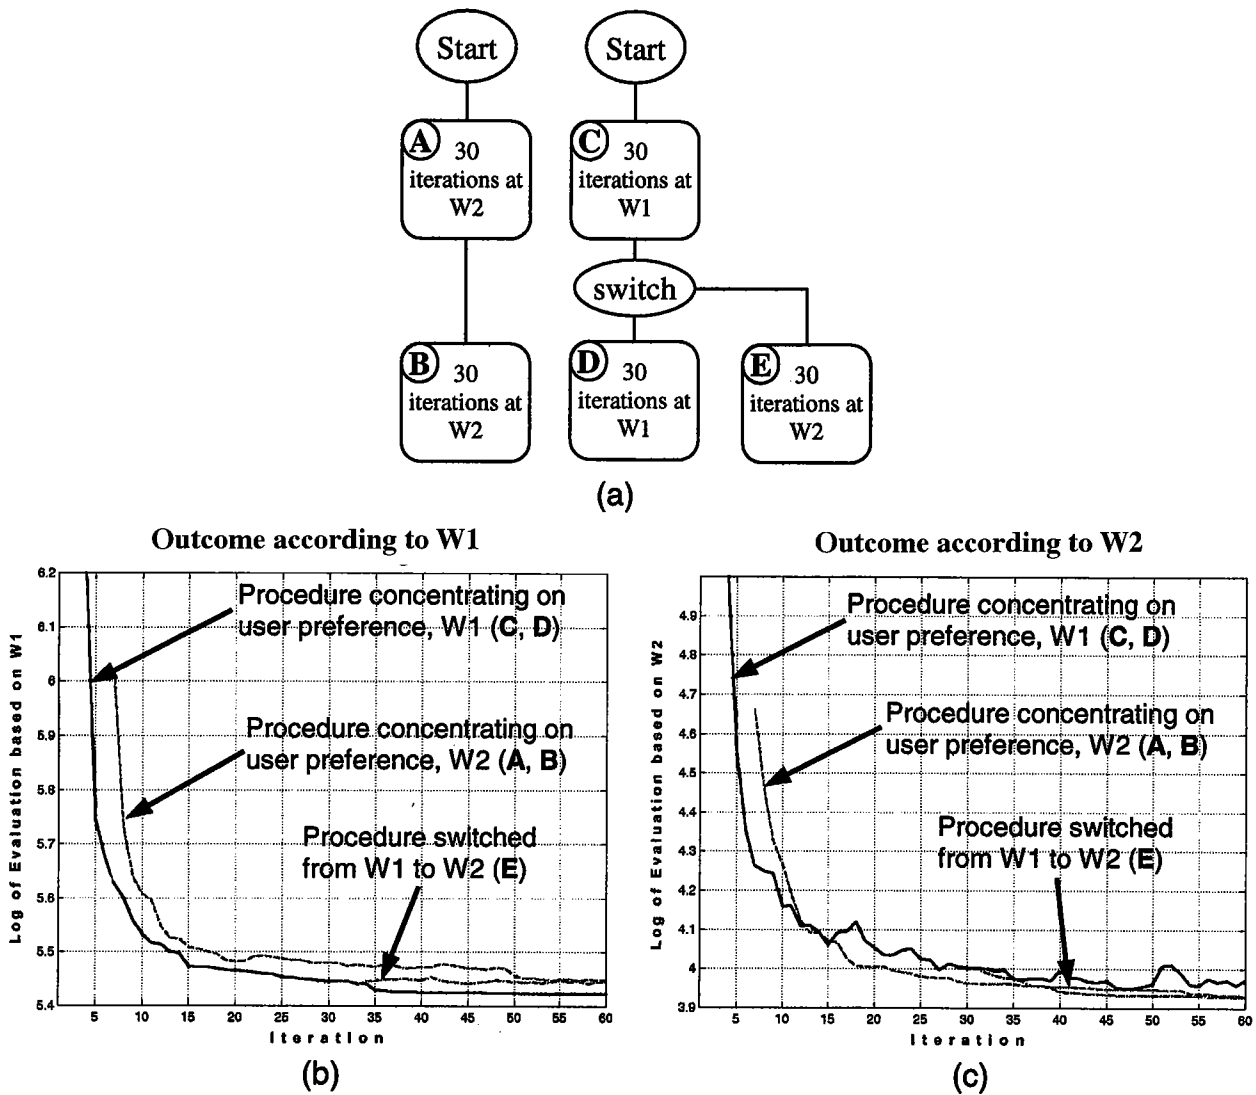 Start
Start
A
30
iterations at
W2
C
30
iterations at
W1
switch
B
30
iterations at
W2
D
30
iterations at
W1
E
30
iterations at
W2
(a)
Outcome according to W1
6.2
6.1
6
5.9
5.8
5.7
5.6
5.5
5.4
Log of Evaluation based on W1
Procedure concentrating on
user preference, W1 (C, D)
Procedure concentrating on
user preference, W2 (A, B)
Procedure switched
from W1 to W2 (E)
5 10 15 20 25 30 35 40 45 50 55 60
Iteration
(b)
Outcome according to W2
4.9
4.8
4.7
4.6
4.5
4.4
4.3
4.2
4.1
4
3.9
Log of Evaluation based on W2
Procedure concentrating on
user preference, W1 (C, D)
Procedure concentrating on
user preference, W2 (A, B)
Procedure switched
from W1 to W2 (E)
5 10 15 20 25 30 35 40 45 50 55 60
Iteration
(c)